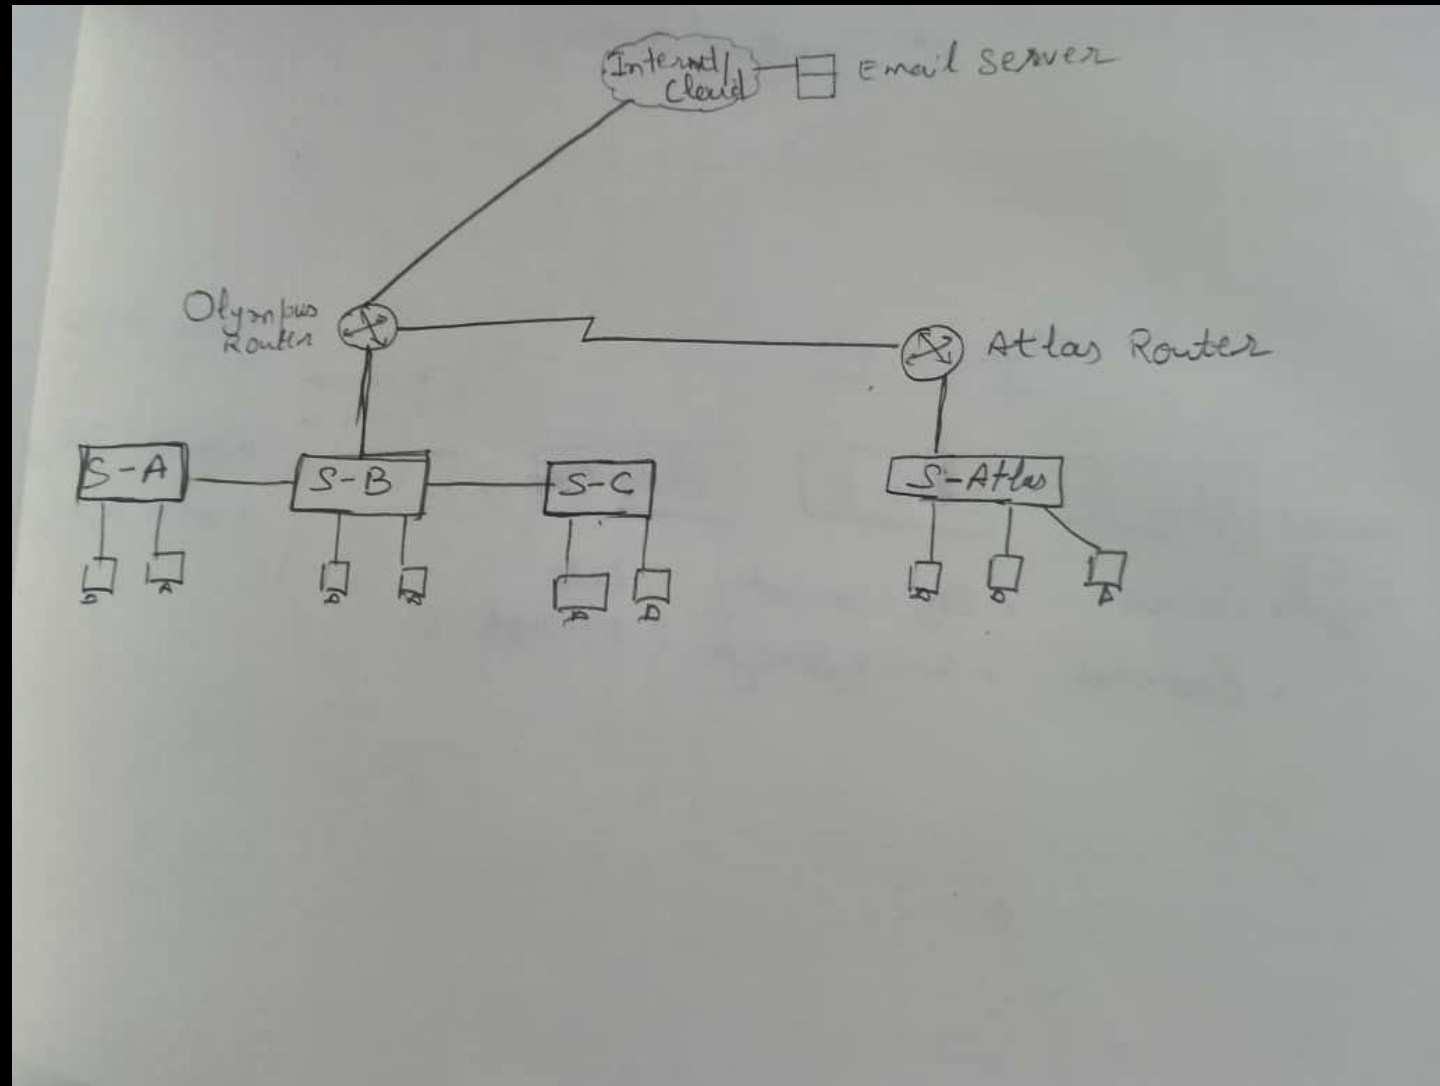 Internet/
Cloud
Email Server
Olympus
Router
Atlas Router
S-A
S-B
S-C
S-Atlas
D
A
D
A
D
D
D
A